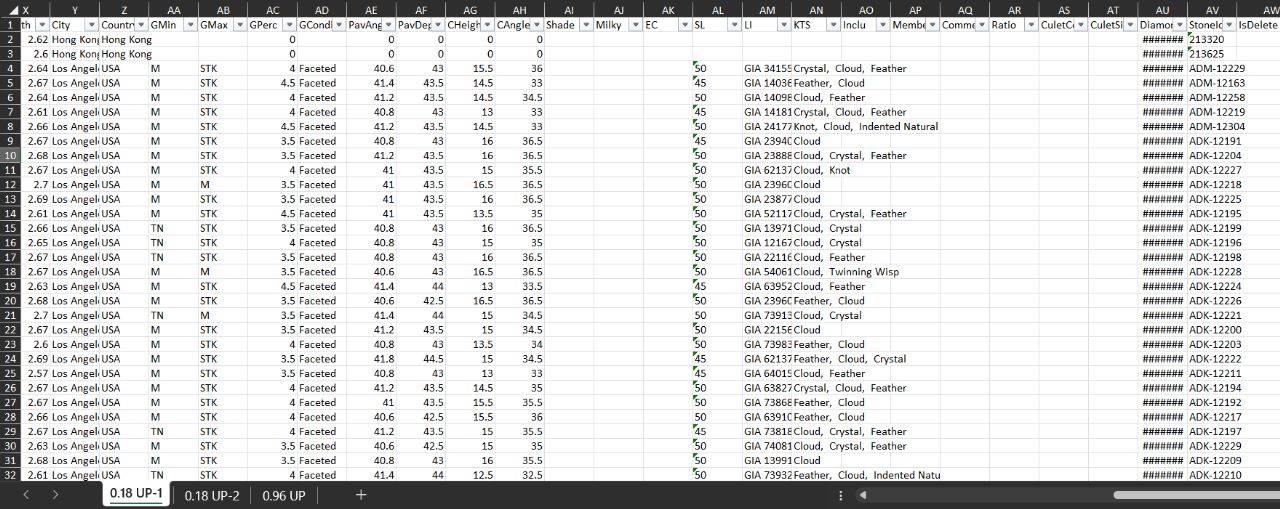 X Y Z AA AB AC AD AE AF AG AH AI AJ AK AL AM AN AO AP AQ AR AS AT AU AV AW
1 th City Countr GMin GMax GPerc GCondi PavAng PavDep CHeigh CAngle Shade Milky EC SL LI KTS Inclu Membe Comme Ratio CuletCo CuletSi Diamon StoneId IsDelete
2 2.62 Hong Kong Hong Kong 0 0 0 0 0 ####### 213320
3 2.6 Hong Kong Hong Kong 0 0 0 0 0 ####### 213625
4 2.64 Los Angel USA M STK 4 Faceted 40.6 43 15.5 36 50 GIA 34155 Crystal, Cloud, Feather ####### ADM-12229
5 2.67 Los Angel USA M STK 4.5 Faceted 41.4 43.5 14.5 33 45 GIA 14036 Feather, Cloud ####### ADM-12163
6 2.64 Los Angel USA M STK 4 Faceted 41.2 43.5 14.5 34.5 50 GIA 14098 Cloud, Feather ####### ADM-12258
7 2.61 Los Angel USA M STK 4 Faceted 40.8 43 13 33 45 GIA 14181 Crystal, Cloud, Feather ####### ADM-12219
8 2.66 Los Angel USA M STK 4.5 Faceted 41.2 43.5 14.5 33 50 GIA 24177 Knot, Cloud, Indented Natural ####### ADM-12304
9 2.67 Los Angel USA M STK 3.5 Faceted 40.8 43 16 36.5 45 GIA 2394 Cloud ####### ADK-12191
10 2.68 Los Angel USA M STK 3.5 Faceted 41.2 43.5 16 36.5 50 GIA 23888 Cloud, Crystal, Feather ####### ADK-12204
11 2.67 Los Angel USA M STK 4 Faceted 41 43.5 15 35.5 50 GIA 62137 Cloud, Knot ####### ADK-12227
12 2.7 Los Angel USA M M 3.5 Faceted 41 43.5 16.5 36.5 50 GIA 2396 Cloud ####### ADK-12218
13 2.69 Los Angel USA M STK 3.5 Faceted 41 43.5 16 36.5 50 GIA 23877 Cloud ####### ADK-12225
14 2.61 Los Angel USA M STK 4.5 Faceted 41 43.5 13.5 35 50 GIA 52117 Cloud, Crystal, Feather ####### ADK-12195
15 2.66 Los Angel USA TN STK 3.5 Faceted 40.8 43 16 36.5 50 GIA 13971 Cloud, Crystal ####### ADK-12199
16 2.65 Los Angel USA TN STK 4 Faceted 40.8 43 15 35 50 GIA 12167 Cloud, Crystal ####### ADK-12196
17 2.67 Los Angel USA TN STK 3.5 Faceted 40.8 43 16 36.5 50 GIA 22116 Cloud, Feather ####### ADK-12198
18 2.67 Los Angel USA M M 3.5 Faceted 40.6 43 16.5 36.5 50 GIA 54061 Cloud, Twinning Wisp ####### ADK-12228
19 2.63 Los Angel USA M STK 4.5 Faceted 41.4 44 13 33.5 45 GIA 63952 Cloud, Feather ####### ADK-12224
20 2.68 Los Angel USA M STK 3.5 Faceted 40.6 42.5 16.5 36.5 50 GIA 2396 Feather, Cloud ####### ADK-12226
21 2.7 Los Angel USA TN M 3.5 Faceted 41.4 44 15 34.5 50 GIA 73913 Cloud, Crystal ####### ADK-12221
22 2.67 Los Angel USA M STK 4 Faceted 41.2 43.5 15 34.5 50 GIA 22156 Cloud ####### ADK-12200
23 2.6 Los Angel USA M STK 4 Faceted 40.8 43 13.5 34 50 GIA 73983 Feather, Cloud ####### ADK-12203
24 2.69 Los Angel USA M STK 3.5 Faceted 41.8 44.5 15 34.5 45 GIA 62137 Feather, Cloud, Crystal ####### ADK-12222
25 2.57 Los Angel USA M STK 4.5 Faceted 40.8 43 13 33 45 GIA 64015 Cloud, Feather ####### ADK-12211
26 2.67 Los Angel USA M STK 4 Faceted 41.2 43.5 14.5 35 50 GIA 63827 Crystal, Cloud, Feather ####### ADK-12194
27 2.67 Los Angel USA M STK 4 Faceted 41 43.5 15.5 35.5 50 GIA 73868 Feather, Cloud ####### ADK-12192
28 2.66 Los Angel USA M STK 4 Faceted 40.6 42.5 15.5 36 50 GIA 6391 Feather, Cloud ####### ADK-12217
29 2.67 Los Angel USA TN STK 4 Faceted 41.2 43.5 15 35.5 45 GIA 73818 Cloud, Crystal, Feather ####### ADK-12197
30 2.63 Los Angel USA M STK 3.5 Faceted 40.6 42.5 15 35 50 GIA 74081 Cloud, Crystal, Feather ####### ADK-12229
31 2.68 Los Angel USA M STK 3.5 Faceted 40.8 43 16 35.5 50 GIA 13991 Cloud ####### ADK-12209
32 2.61 Los Angel USA TN STK 4 Faceted 41.4 44 12.5 32.5 50 GIA 73932 Feather, Cloud, Indented Natu ####### ADK-12210
0.18 UP-1 0.18 UP-2 0.96 UP